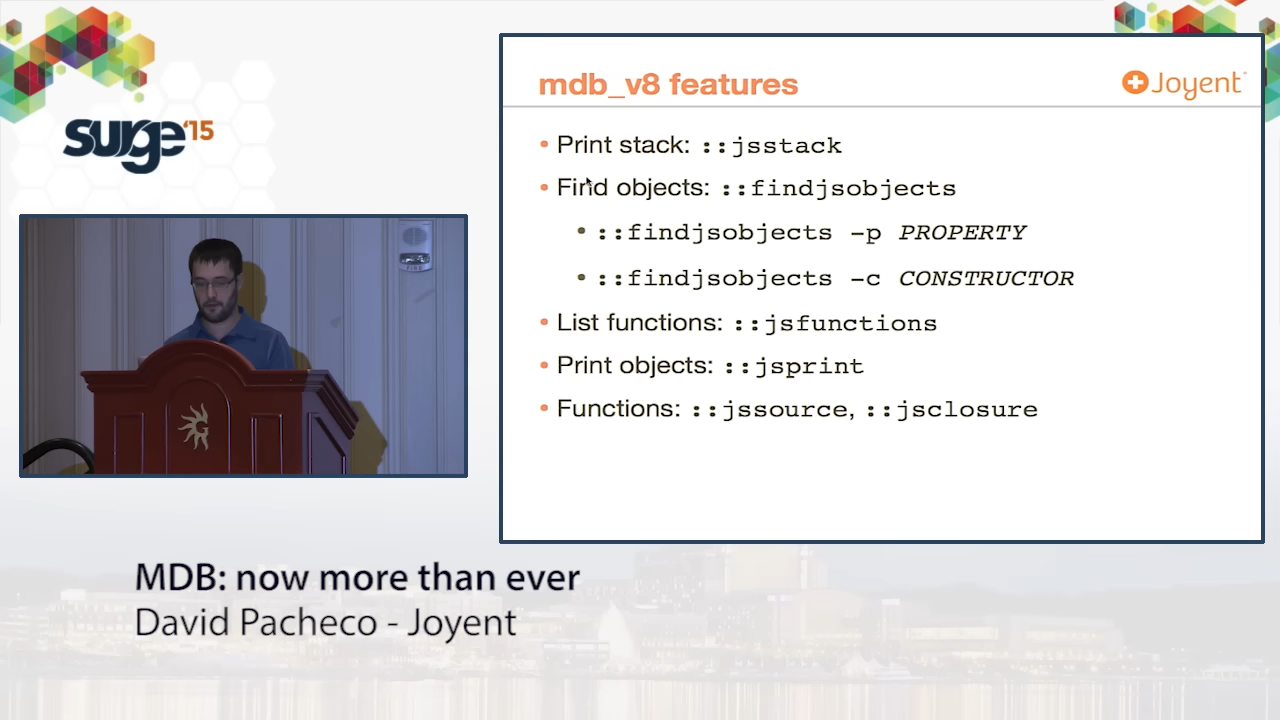 surge '15
mdb_v8 features
Joyent
• Print stack: ::jsstack
• Find objects: ::findjsobjects
• ::findjsobjects -p PROPERTY
• ::findjsobjects -c CONSTRUCTOR
• List functions: ::jsfunctions
• Print objects: ::jsprint
• Functions: ::jssource, ::jsclosure
FIRE
MDB: now more than ever
David Pacheco - Joyent